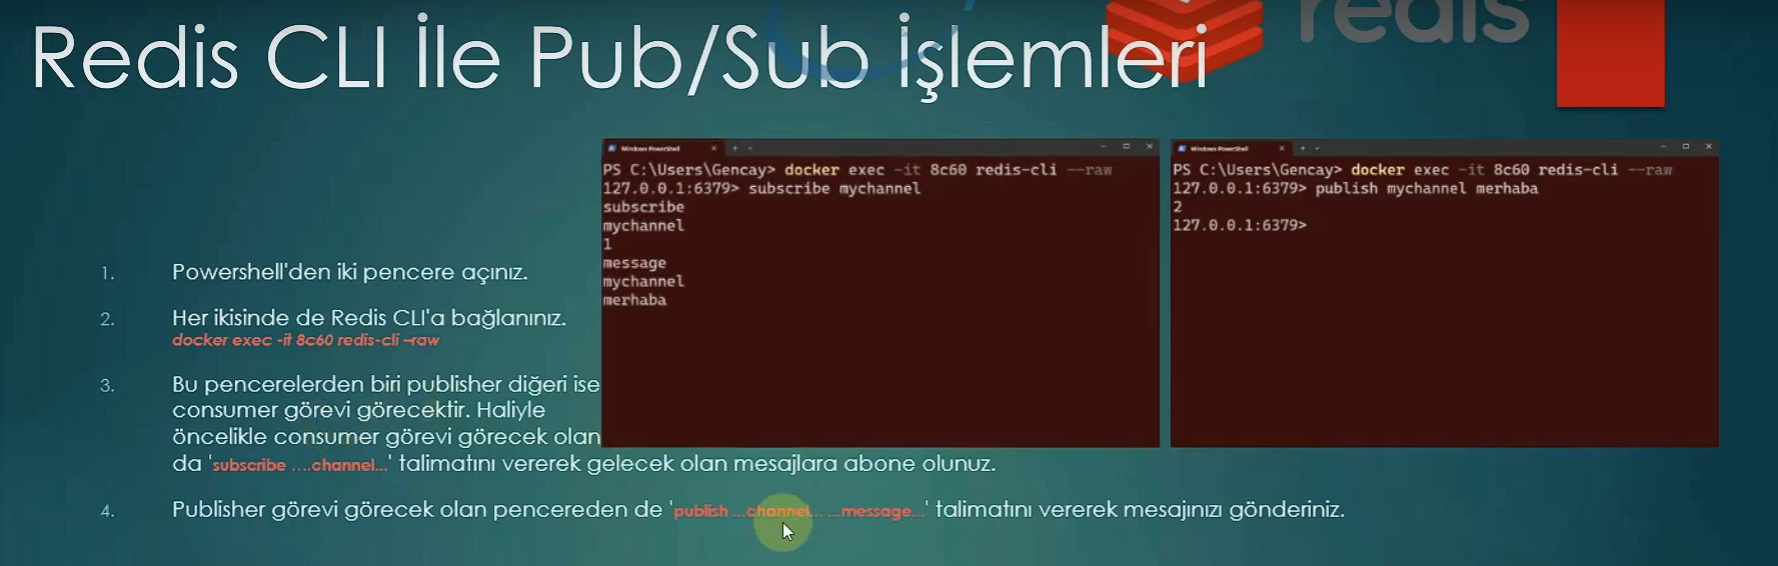 redis
Redis CLI İle Pub/Sub İşlemleri
Windows PowerShell
PS C:\Users\Gencay> docker exec -it 8c60 redis-cli --raw
127.0.0.1:6379> subscribe mychannel
subscribe
mychannel
1
message
mychannel
merhaba
Windows PowerShell
PS C:\Users\Gencay> docker exec -it 8c60 redis-cli --raw
127.0.0.1:6379> publish mychannel merhaba
2
127.0.0.1:6379>
1. Powershell'den iki pencere açınız.
2. Her ikisinde de Redis CLI'a bağlanınız.
docker exec -it 8c60 redis-cli –raw
3. Bu pencerelerden biri publisher diğeri ise
consumer görevi görecektir. Haliyle
öncelikle consumer görevi görecek olan
da 'subscribe ....channel...' talimatını vererek gelecek olan mesajlara abone olunuz.
4. Publisher görevi görecek olan pencereden de 'publish ...channel... ...message...' talimatını vererek mesajınızı gönderiniz.